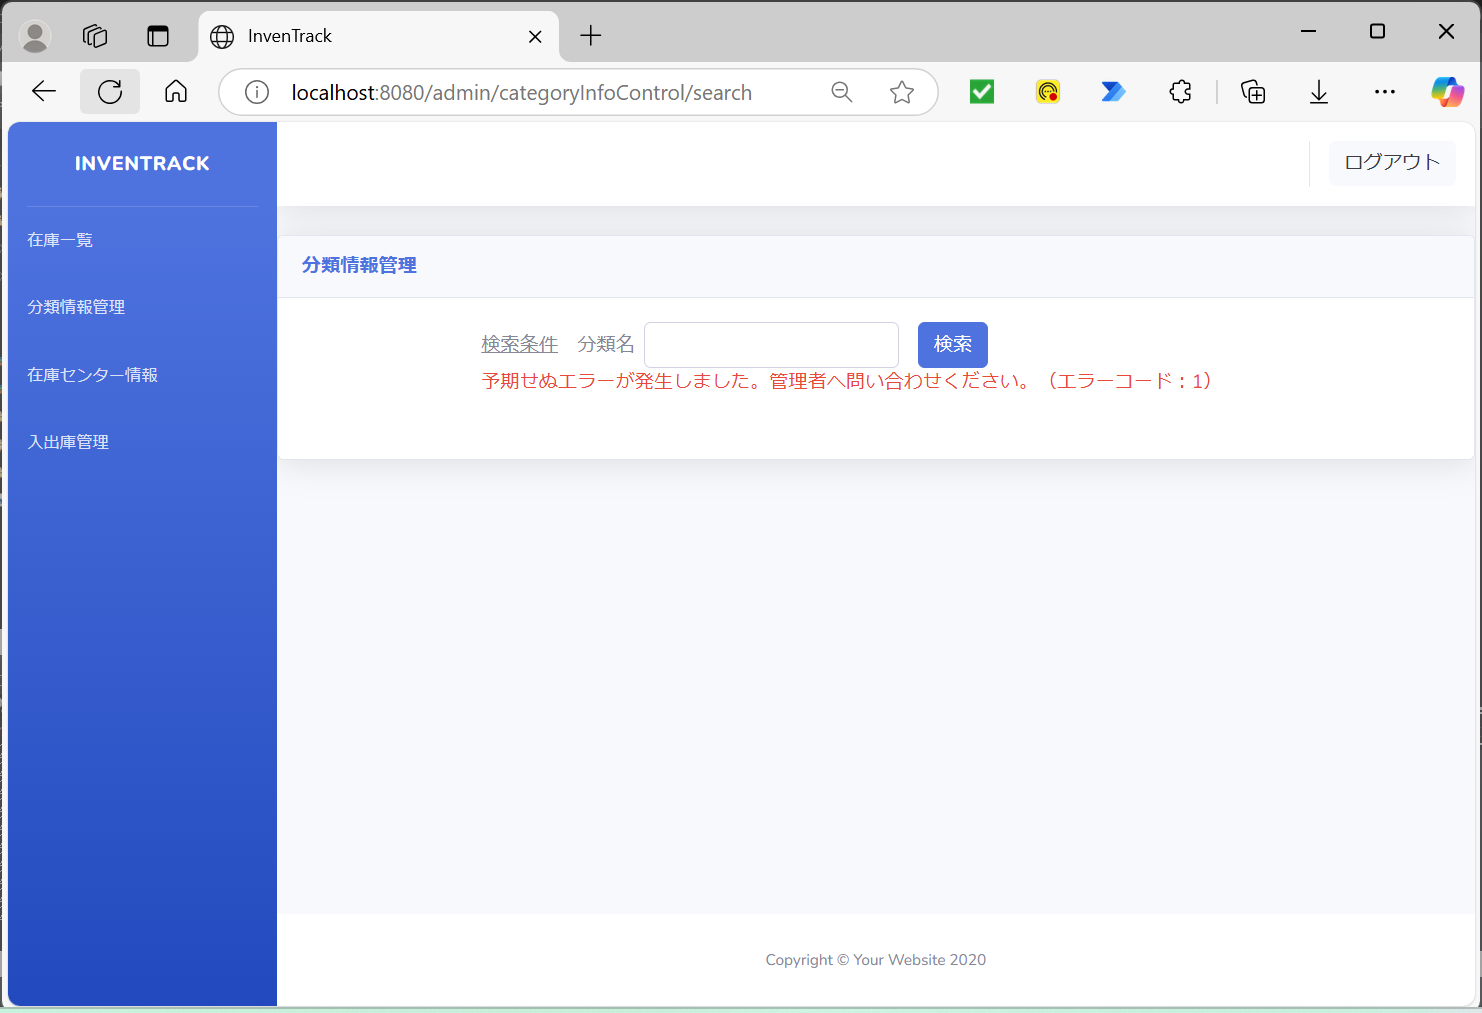 InvenTrack
localhost:8080/admin/categoryInfoControl/search
INVENTRACK
ログアウト
在庫一覧
分類情報管理
在庫センター情報
入出庫管理
分類情報管理
検索条件 分類名 検索
予期せぬエラーが発生しました。管理者へ問い合わせください。（エラーコード：1）
Copyright © Your Website 2020